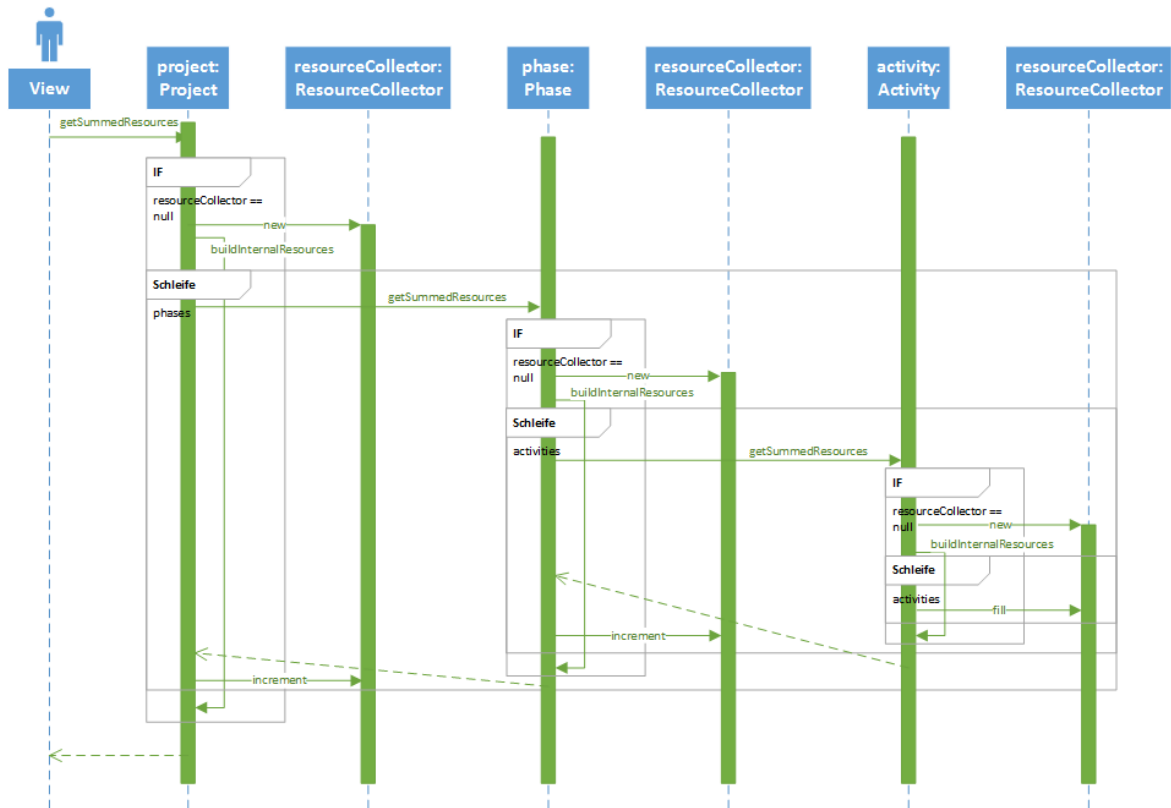 View
project:
Project
resourceCollector:
ResourceCollector
phase:
Phase
resourceCollector:
ResourceCollector
activity:
Activity
resourceCollector:
ResourceCollector
getSummedResources
IF
resourceCollector ==
null
new
buildInternalResources
Schleife
phases
getSummedResources
IF
resourceCollector ==
null
new
buildInternalResources
Schleife
activities
getSummedResources
IF
resourceCollector ==
null
new
buildInternalResources
Schleife
activities
fill
increment
increment